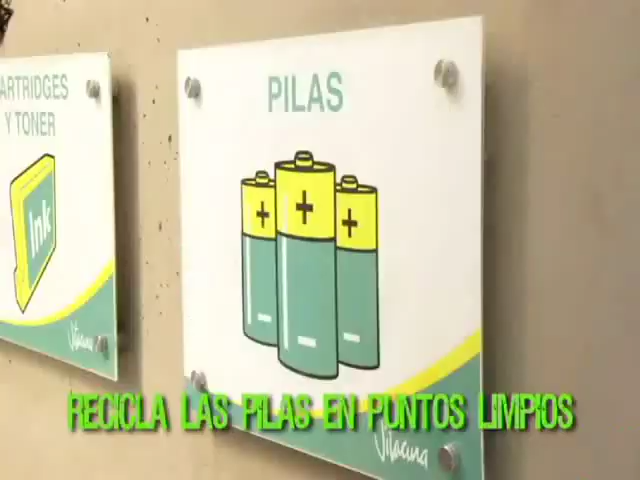 ARTRIDGES
Y TONER
Ink
PILAS
RECICLA LAS PILAS EN PUNTOS LIMPIOS